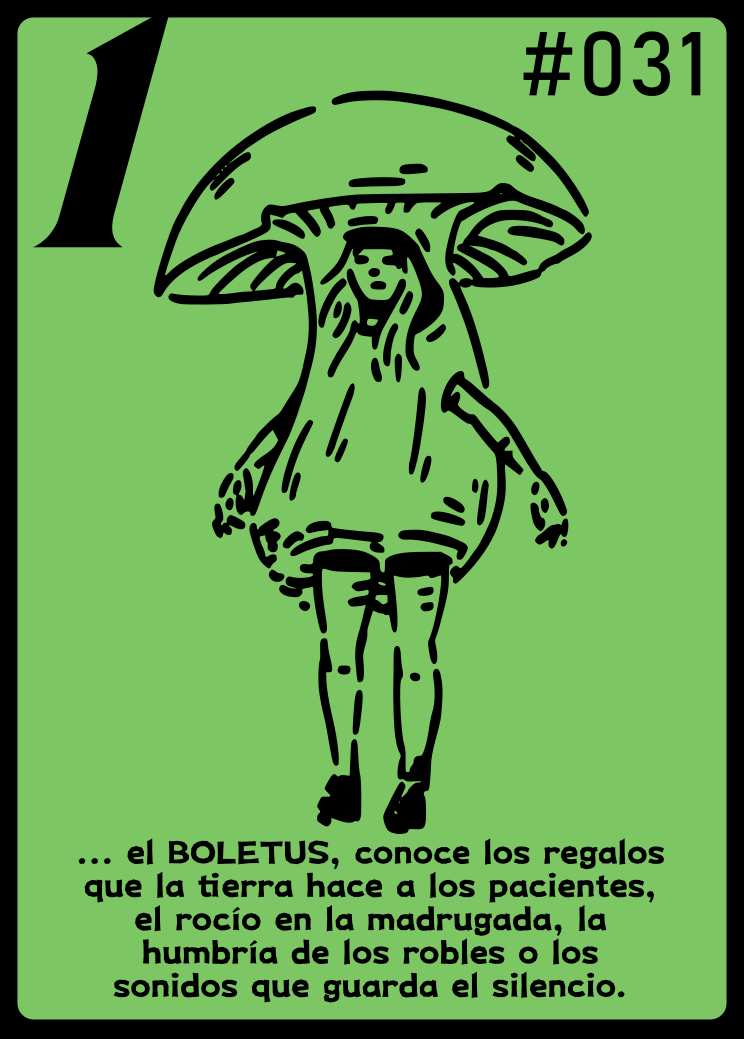 1
#031
... el BOLETUS, conoce los regalos
que la tierra hace a los pacientes,
el rocío en la madrugada, la
humbría de los robles o los
sonidos que guarda el silencio.